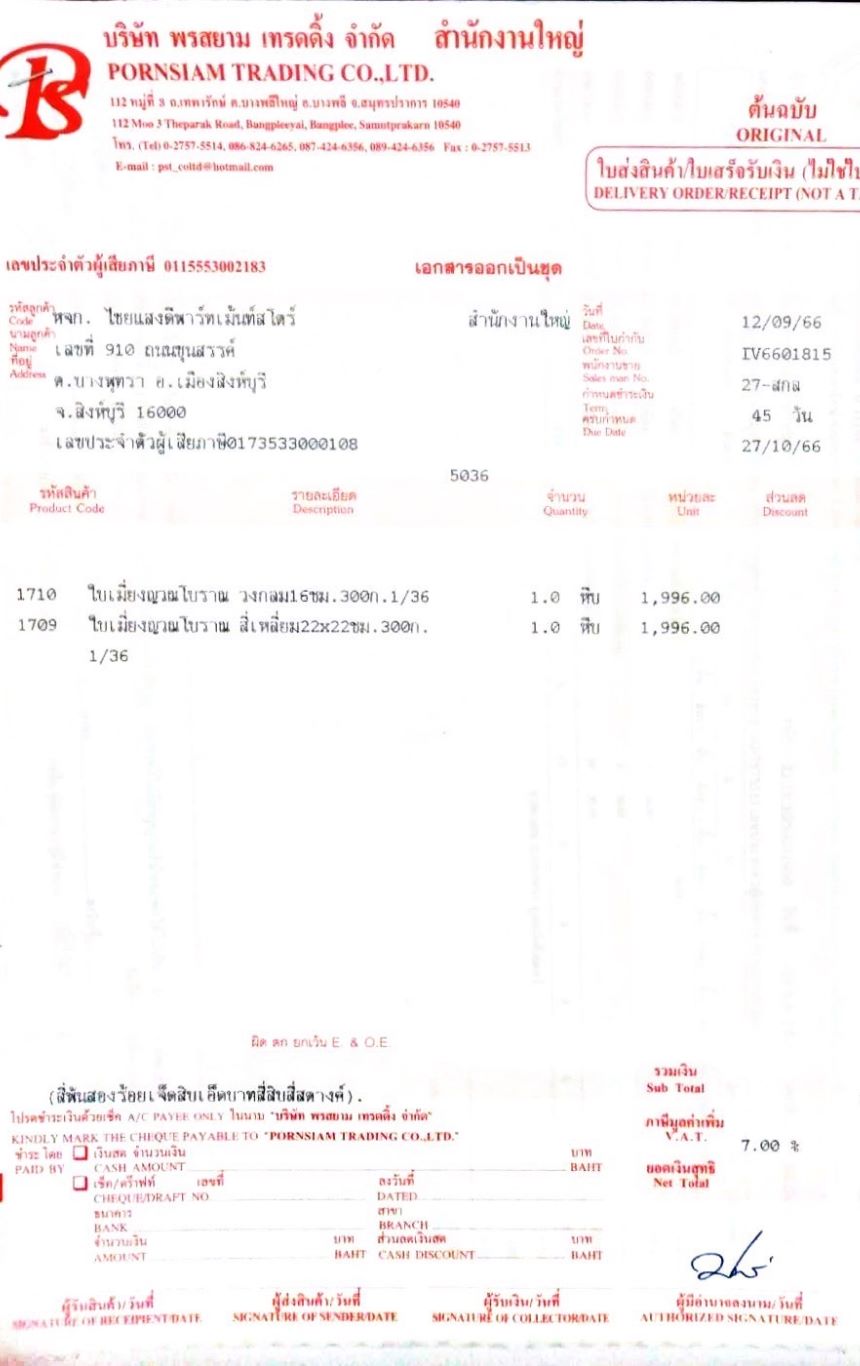 บริษัท พรสยาม เทรดดิ้ง จำกัด สำนักงานใหญ่
PORNSIAM TRADING CO.,LTD.
112 หมู่ที่ 3 ถ.เทพารักษ์ ต.บางพลีใหญ่ อ.บางพลี จ.สมุทรปราการ 10540
112 Moo 3 Theparak Road, Bangpleeyai, Bangplee, Samutprakarn 10540
โทร. (Tel) 0-2757-5514, 086-824-6265, 087-424-6356, 089-424-6356 Fax : 0-2757-5513
E-mail : pst_coltd@hotmail.com
ต้นฉบับ
ORIGINAL
ใบส่งสินค้า/ใบเสร็จรับเงิน (ไม่ใช่ใบ
DELIVERY ORDER/RECEIPT (NOT A T
เลขประจำตัวผู้เสียภาษี 0115553002183 เอกสารออกเป็นชุด
รหัสลูกค้า
Code
นามลูกค้า
Name
ที่อยู่
Address
หจก. ไชยแสงดีพาร์ทเม้นท์สโตร์ สำนักงานใหญ่
เลขที่ 910 ถนนขุนสรรค์
ต.บางพุทรา อ.เมืองสิงห์บุรี
จ.สิงห์บุรี 16000
เลขประจำตัวผู้เสียภาษี0173533000108
วันที่
Date 12/09/66
เลขที่ใบกำกับ
Order No IV6601815
พนักงานขาย
Sales man No. 27-สกล
กำหนดชำระเงิน
Term 45 วัน
ครบกำหนด
Due Date 27/10/66
5036
รหัสสินค้า รายละเอียด จำนวน หน่วยละ ส่วนลด
Product Code Description Quantity Unit Discount
1710 ใบเมี่ยงญวณโบราณ วงกลม16ซม.300ก.1/36 1.0 หีบ 1,996.00
1709 ใบเมี่ยงญวณโบราณ สี่เหลี่ยม22x22ซม.300ก. 1.0 หีบ 1,996.00
1/36
ผิด ตก ยกเว้น E. & O.E.
รวมเงิน
Sub Total
(สี่พันสองร้อยเจ็ดสิบเอ็ดบาทสี่สิบสี่สตางค์).
โปรดชำระเงินด้วยเช็ค A/C PAYEE ONLY ในนาม "บริษัท พรสยาม เทรดดิ้ง จำกัด"
KINDLY MARK THE CHEQUE PAYABLE TO "PORNSIAM TRADING CO.,LTD."
ภาษีมูลค่าเพิ่ม
V.A.T. 7.00 %
ยอดเงินสุทธิ
Net Total
ชำระโดย เงินสด จำนวนเงิน บาท
PAID BY CASH AMOUNT BAHT
เช็ค/ดร๊าฟท์ เลขที่ ลงวันที่
CHEQUE/DRAFT NO. DATED
ธนาคาร สาขา
BANK BRANCH
จำนวนเงิน บาท ส่วนลดเงินสด บาท
AMOUNT BAHT CASH DISCOUNT BAHT
ผู้รับสินค้า/วันที่ ผู้ส่งสินค้า/วันที่ ผู้รับเงิน/วันที่ ผู้มีอำนาจลงนาม/วันที่
SIGNATURE OF RECEIPIENT/DATE SIGNATURE OF SENDER/DATE SIGNATURE OF COLLECTOR/DATE AUTHORIZED SIGNATURE/DATE